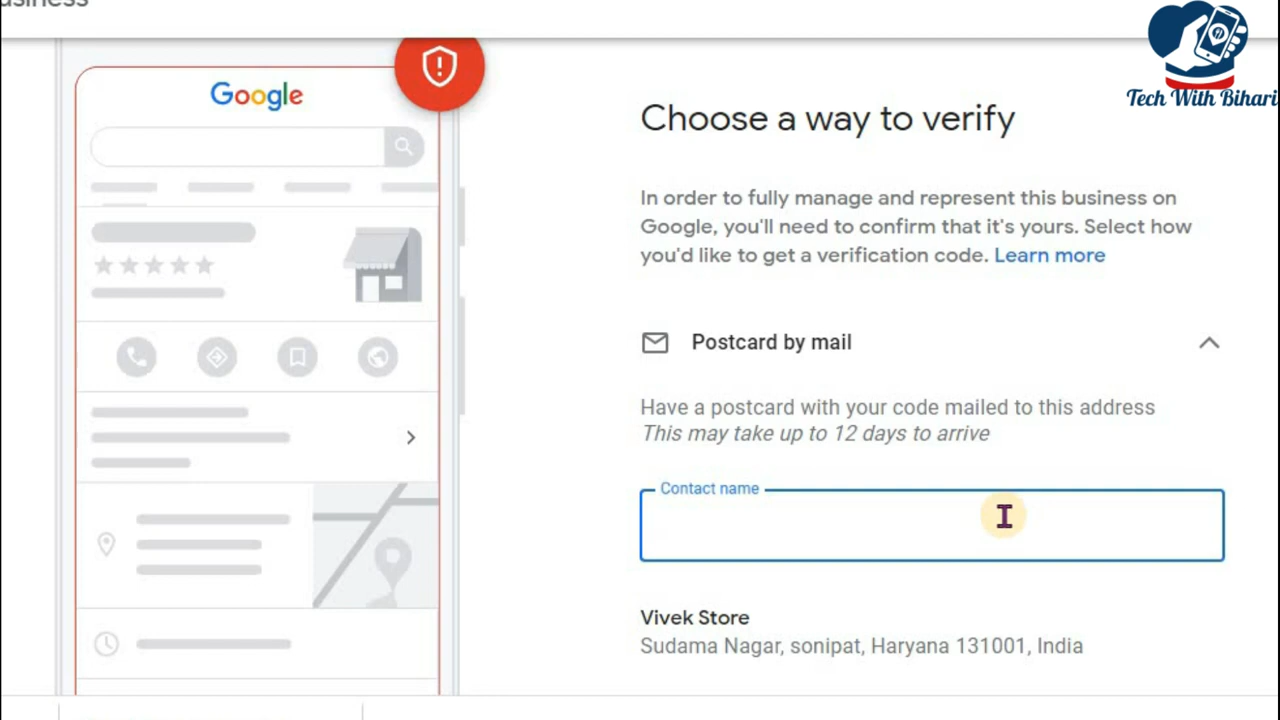 Tech With Bihari
Google
Choose a way to verify
In order to fully manage and represent this business on
Google, you'll need to confirm that it's yours. Select how
you'd like to get a verification code. Learn more
Postcard by mail
Have a postcard with your code mailed to this address
This may take up to 12 days to arrive
Contact name
Vivek Store
Sudama Nagar, sonipat, Haryana 131001, India